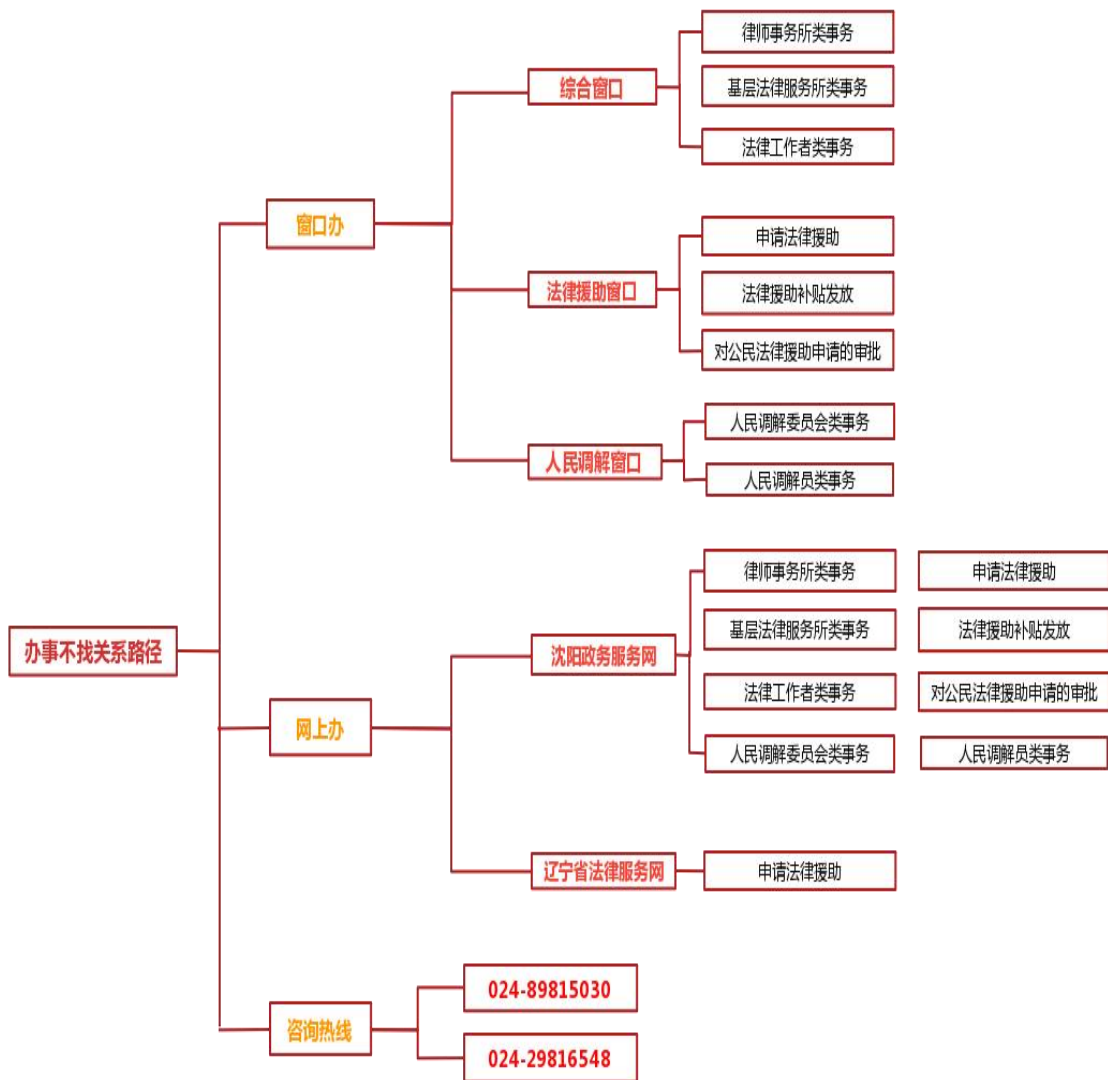 办事不找关系路径
窗口办
综合窗口
律师事务所类事务
基层法律服务所类事务
法律工作者类事务
法律援助窗口
申请法律援助
法律援助补贴发放
对公民法律援助申请的审批
人民调解窗口
人民调解委员会类事务
人民调解员类事务
网上办
沈阳政务服务网
律师事务所类事务
申请法律援助
基层法律服务所类事务
法律援助补贴发放
法律工作者类事务
对公民法律援助申请的审批
人民调解委员会类事务
人民调解员类事务
辽宁省法律服务网
申请法律援助
咨询热线
024-89815030
024-29816548